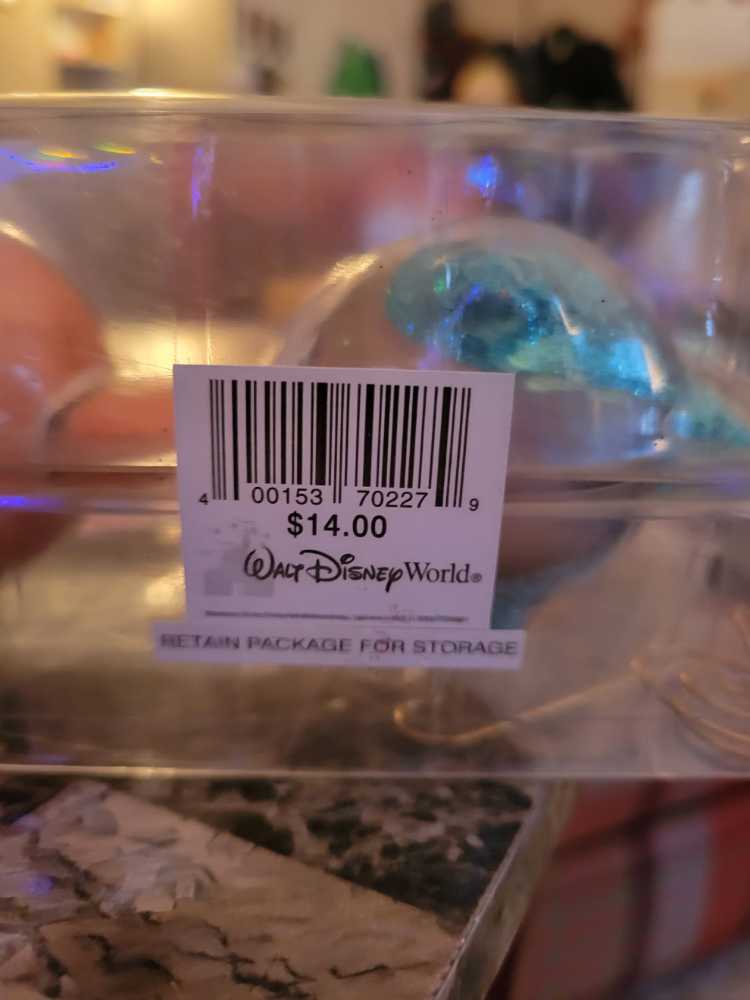 4 00153 70227 9
$14.00
WALT DISNEY World®
RETAIN PACKAGE FOR STORAGE